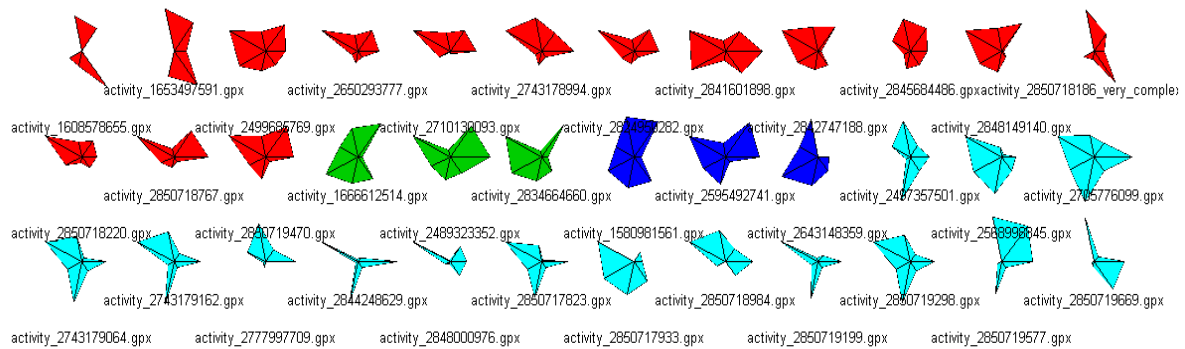 activity_1653497591.gpx activity_2650293777.gpx activity_2743178994.gpx activity_2841601898.gpx activity_2845684486.gpx activity_2850718186_very_complex
activity_1608578655.gpx activity_2499685769.gpx activity_2848149140.gpx
activity_2850718767.gpx activity_1666612514.gpx activity_2834664660.gpx activity_2595492741.gpx activity_2497357501.gpx
activity_2850718220.gpx activity_2850719470.gpx activity_2489323352.gpx activity_1580981561.gpx activity_2643148359.gpx
activity_2743179162.gpx activity_2844248629.gpx activity_2850717823.gpx activity_2850718984.gpx activity_2850719298.gpx activity_2850719669.gpx
activity_2743179064.gpx activity_2777997709.gpx activity_2848000976.gpx activity_2850717933.gpx activity_2850719199.gpx activity_2850719577.gpx